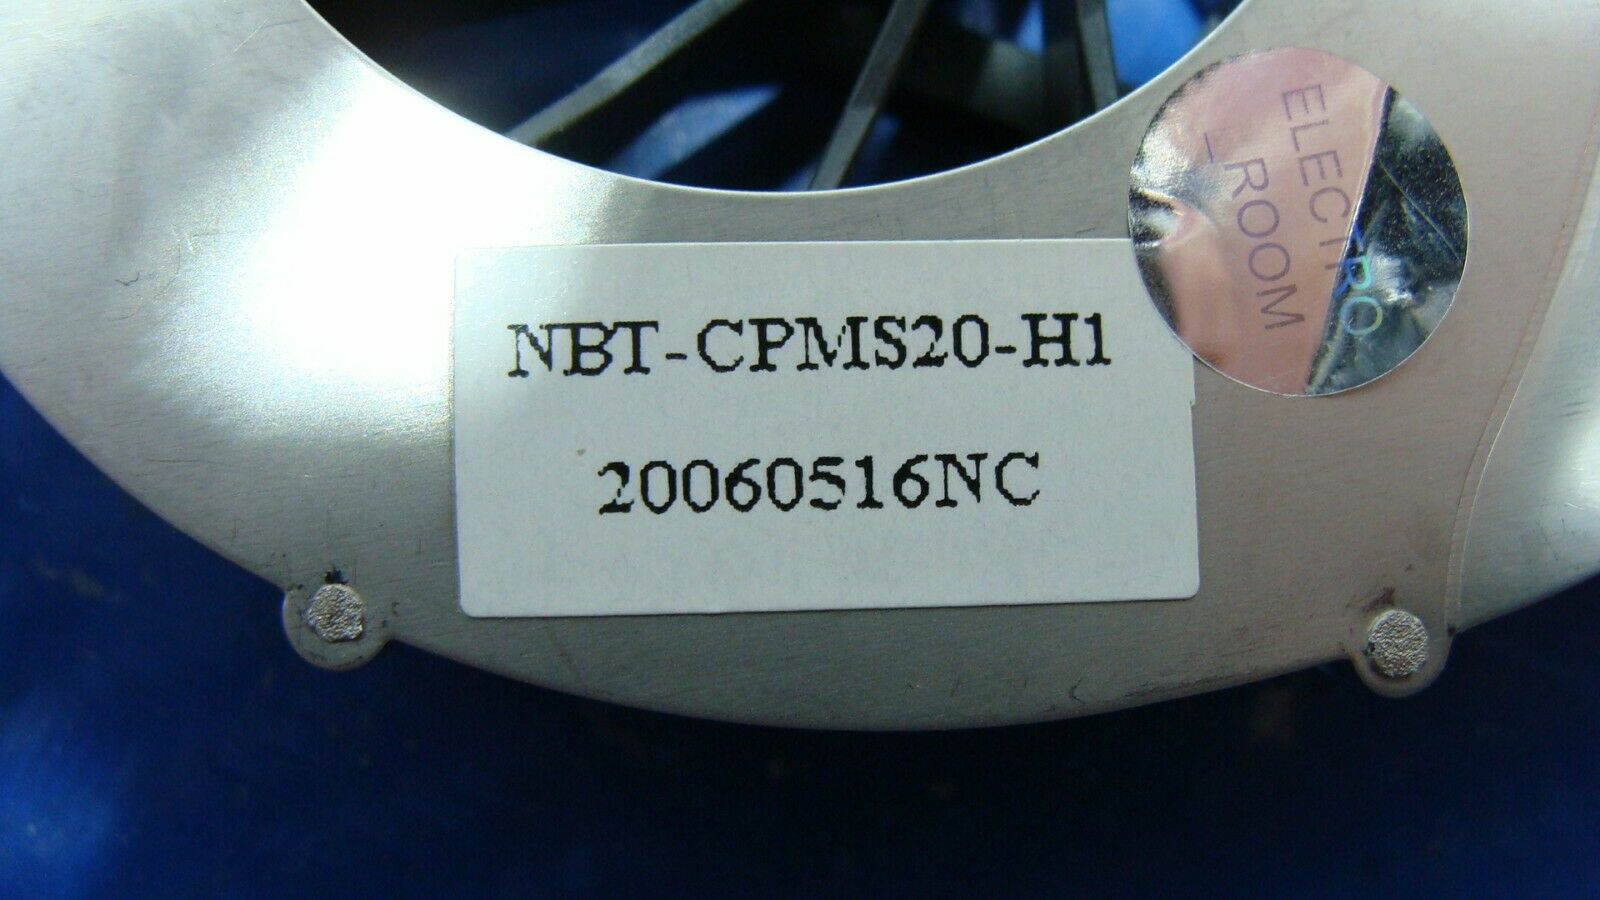 NBT-CPMS20-H1
20060516NC
ELECTRO
-ROOM